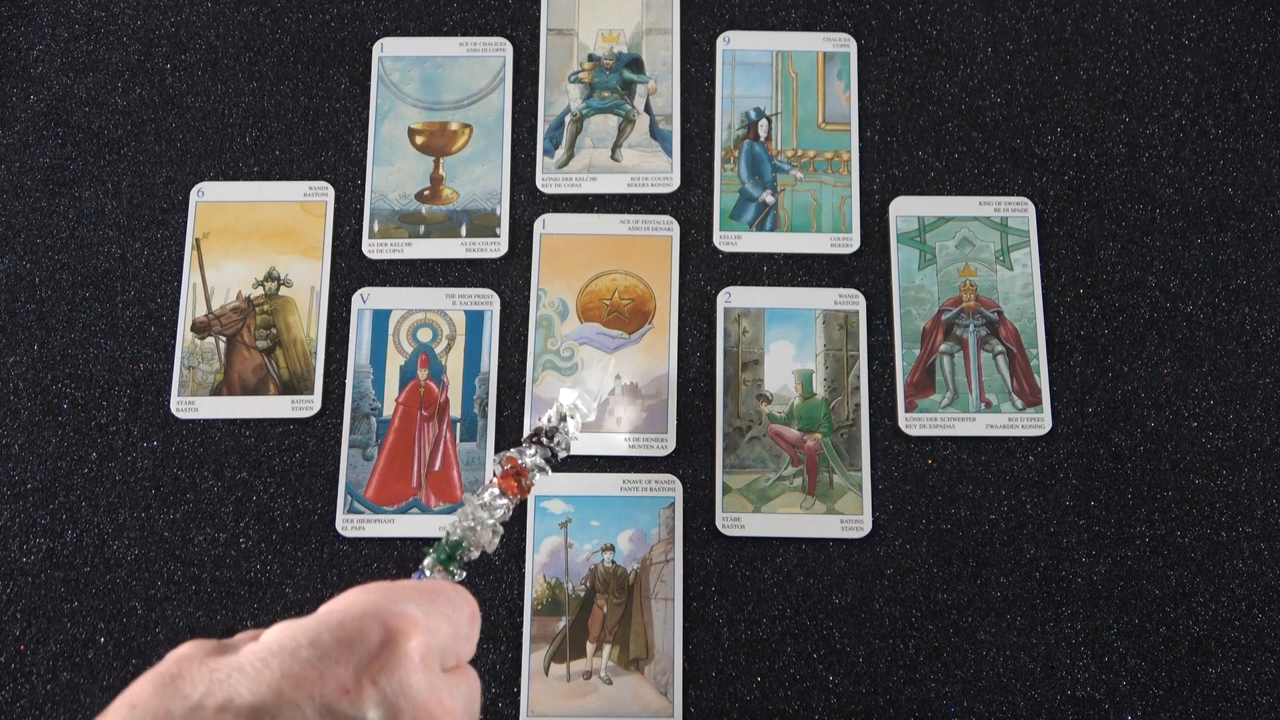 1
ACE OF CHALICES
ASSO DI COPPE
AS DER KELCHE
AS DE COPAS
AS DE COUPES
BEKERS AAS
KÖNIG DER KELCHE
REY DE COPAS
ROI DE COUPES
BEKERS KONING
9
CHALICES
COPPE
KELCHE
COPAS
COUPES
BEKERS
6
WANDS
BASTONI
STÄBE
BASTOS
BATONS
STAVEN
V
THE HIGH PRIEST
IL SACERDOTE
DER HIEROPHANT
EL PAPA
1
ACE OF PENTACLES
ASSO DI DENARI
AS DE DENIERS
MUNTEN AAS
2
WANDS
BASTONI
STÄBE
BASTOS
BATONS
STAVEN
KING OF SWORDS
RE DI SPADE
KÖNIG DER SCHWERTER
REY DE ESPADAS
ROI D'EPEES
ZWAARDEN KONING
KNAVE OF WANDS
FANTE DI BASTONI